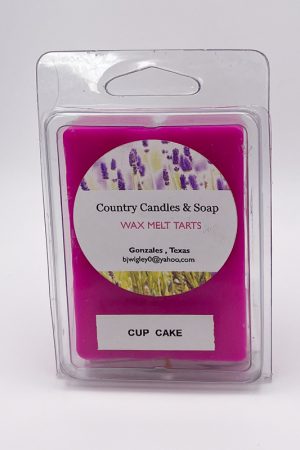 Country Candles & Soap
WAX MELT TARTS
Gonzales , Texas
bjwigley0@yahoo.com
CUP CAKE